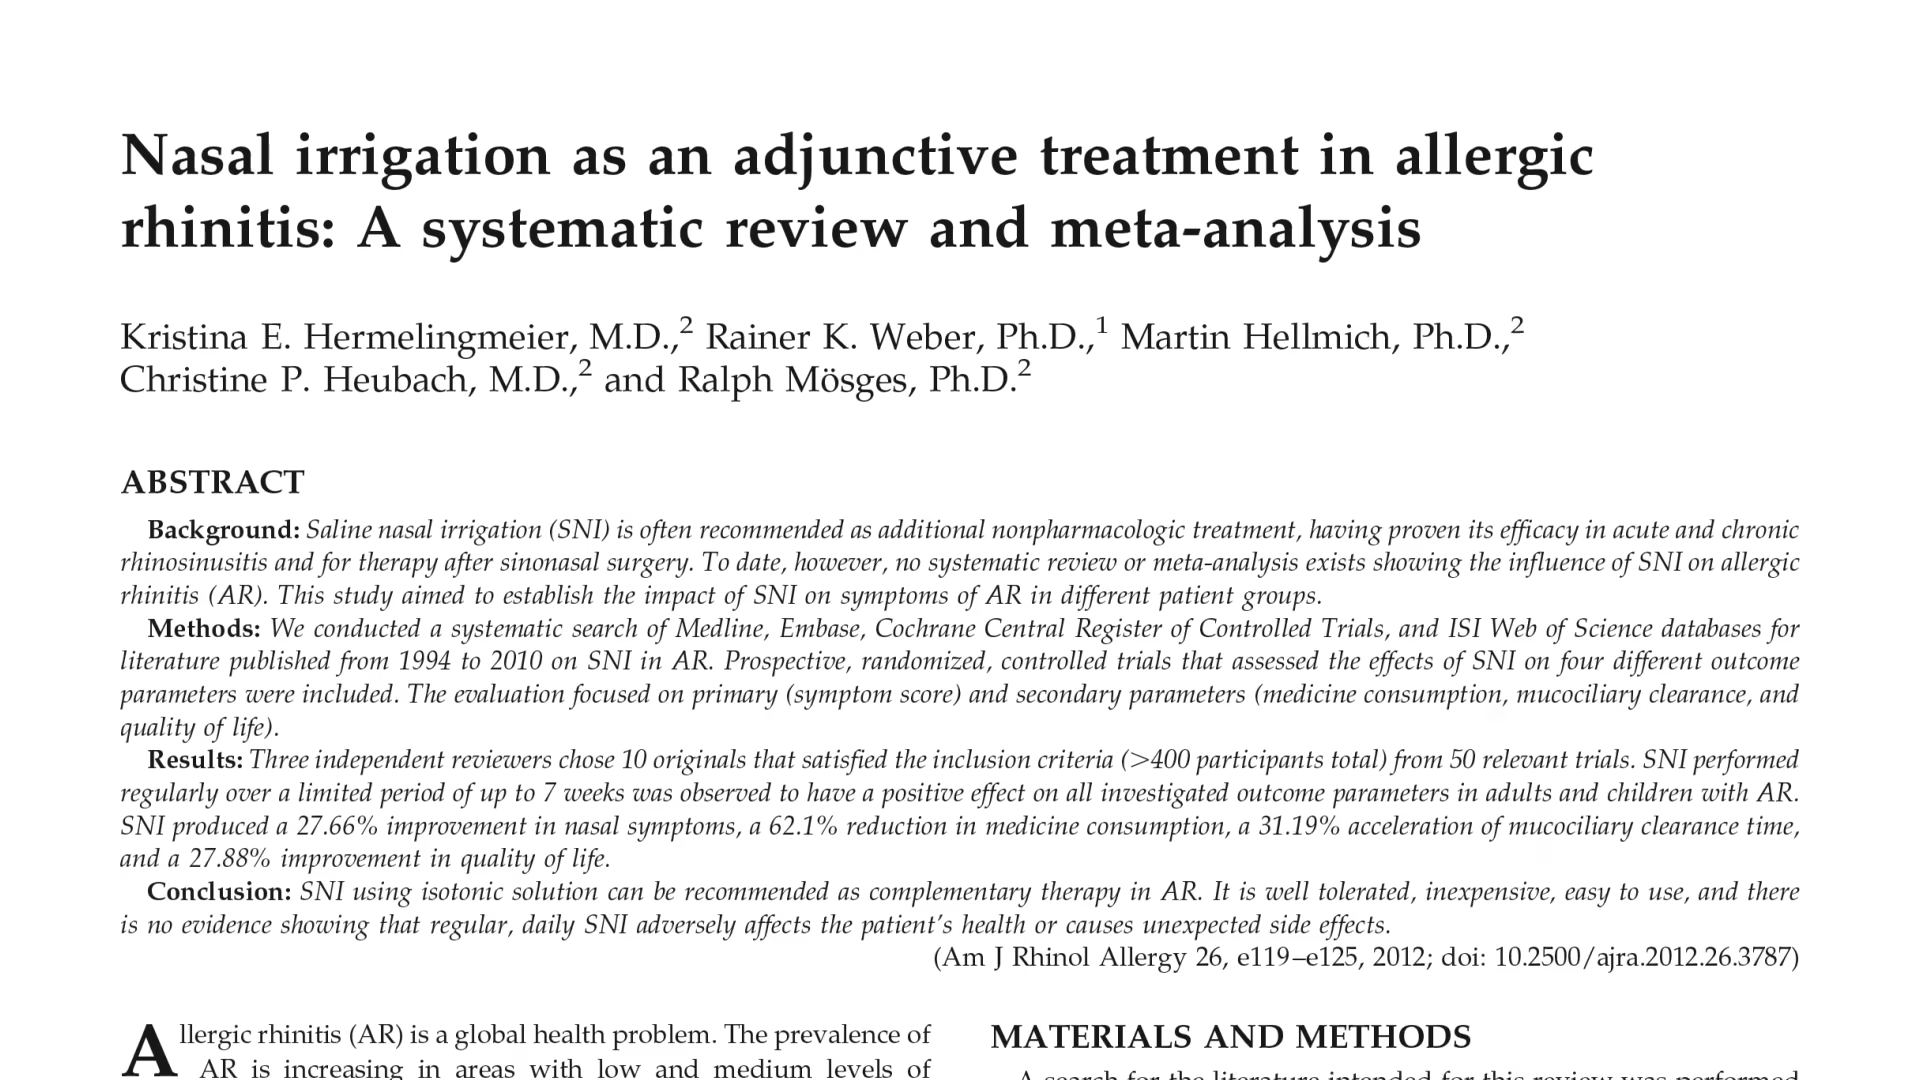 Nasal irrigation as an adjunctive treatment in allergic
rhinitis: A systematic review and meta-analysis
Kristina E. Hermelingmeier, M.D.,2 Rainer K. Weber, Ph.D.,1 Martin Hellmich, Ph.D.,2
Christine P. Heubach, M.D.,2 and Ralph Mösges, Ph.D.2
ABSTRACT
Background: Saline nasal irrigation (SNI) is often recommended as additional nonpharmacologic treatment, having proven its efficacy in acute and chronic
rhinosinusitis and for therapy after sinonasal surgery. To date, however, no systematic review or meta-analysis exists showing the influence of SNI on allergic
rhinitis (AR). This study aimed to establish the impact of SNI on symptoms of AR in different patient groups.
Methods: We conducted a systematic search of Medline, Embase, Cochrane Central Register of Controlled Trials, and ISI Web of Science databases for
literature published from 1994 to 2010 on SNI in AR. Prospective, randomized, controlled trials that assessed the effects of SNI on four different outcome
parameters were included. The evaluation focused on primary (symptom score) and secondary parameters (medicine consumption, mucociliary clearance, and
quality of life).
Results: Three independent reviewers chose 10 originals that satisfied the inclusion criteria (>400 participants total) from 50 relevant trials. SNI performed
regularly over a limited period of up to 7 weeks was observed to have a positive effect on all investigated outcome parameters in adults and children with AR.
SNI produced a 27.66% improvement in nasal symptoms, a 62.1% reduction in medicine consumption, a 31.19% acceleration of mucociliary clearance time,
and a 27.88% improvement in quality of life.
Conclusion: SNI using isotonic solution can be recommended as complementary therapy in AR. It is well tolerated, inexpensive, easy to use, and there
is no evidence showing that regular, daily SNI adversely affects the patient's health or causes unexpected side effects.
(Am J Rhinol Allergy 26, e119–e125, 2012; doi: 10.2500/ajra.2012.26.3787)
Allergic rhinitis (AR) is a global health problem. The prevalence of
AR is increasing in areas with low and medium levels of
MATERIALS AND METHODS
A search for the literature intended for this review was performed